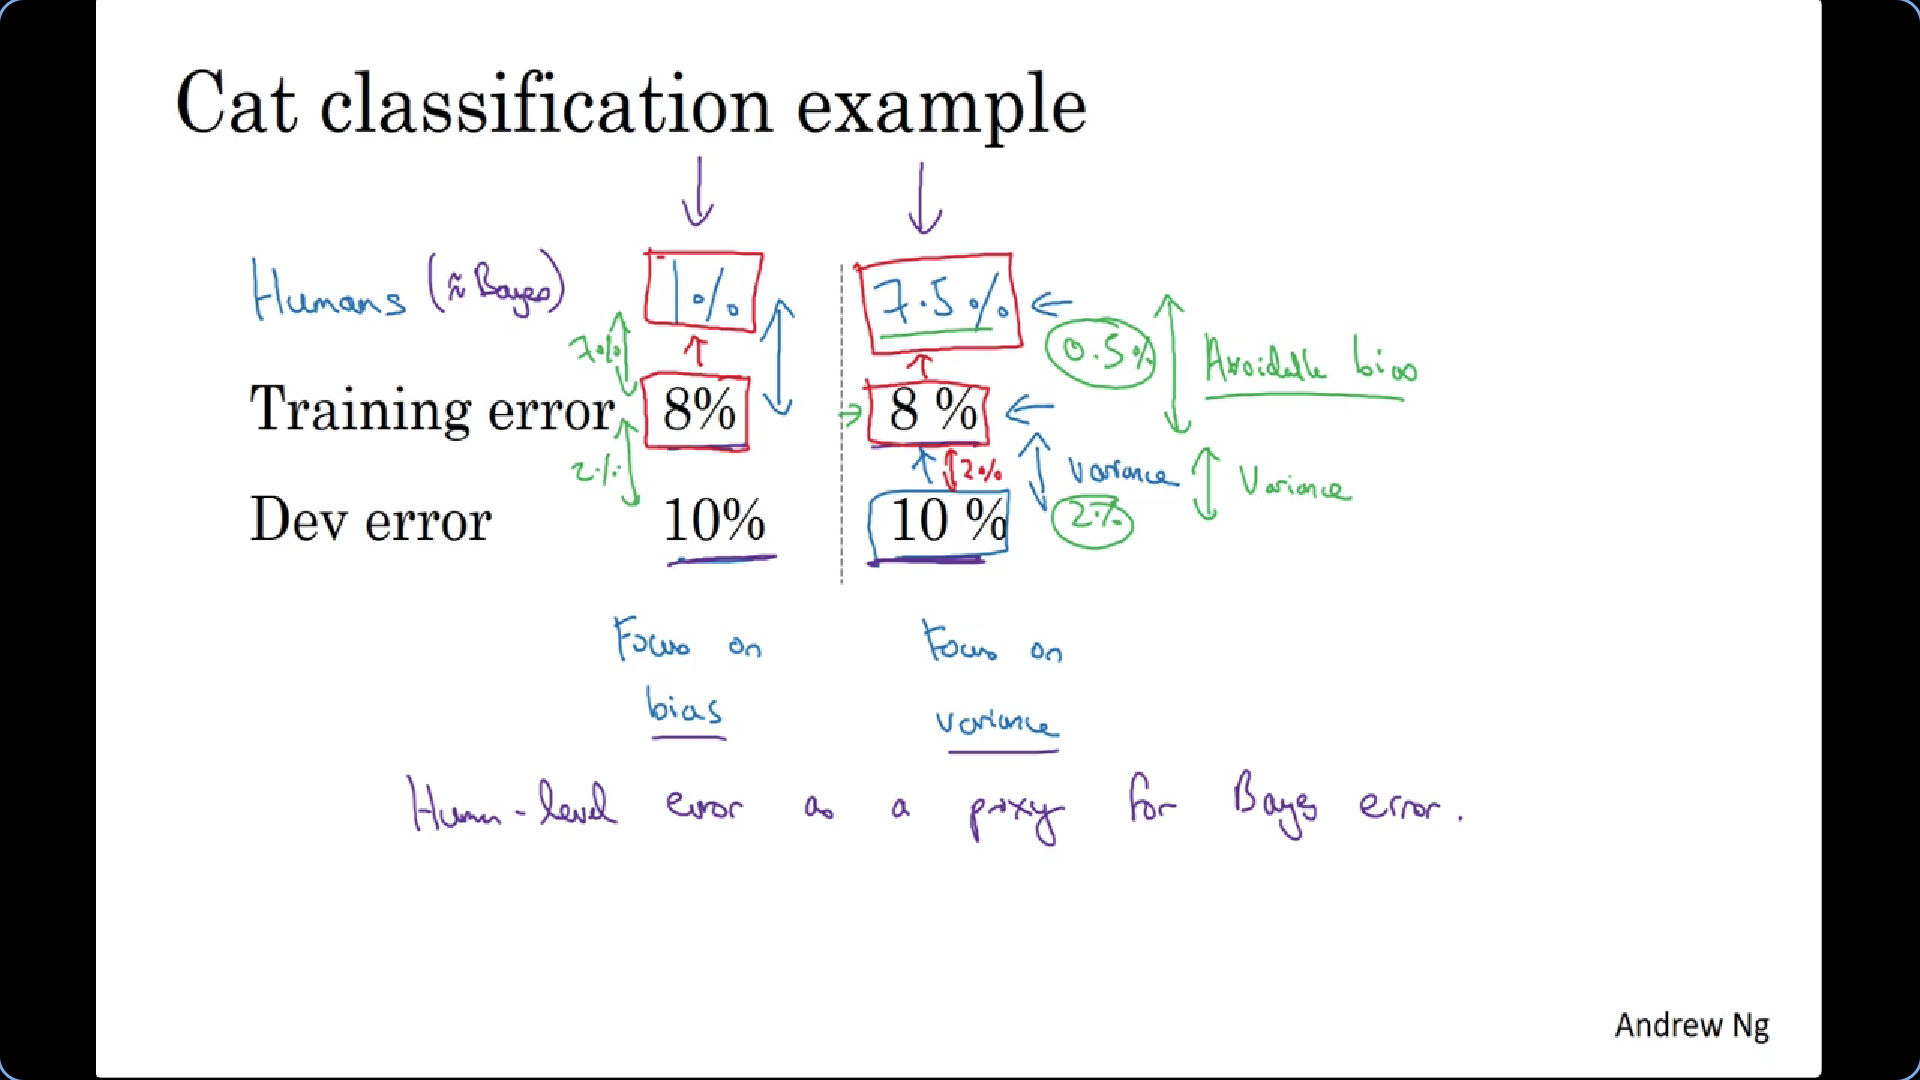 Cat classification example
Humans (≈ Bayes) 1% 7.5%
7% 0.5% Avoidable bias
Training error 8% 8 %
2% 2% Variance Variance
Dev error 10% 10 % 2%
Focus on Focus on
bias variance
Human-level error as a proxy for Bayes error.
Andrew Ng